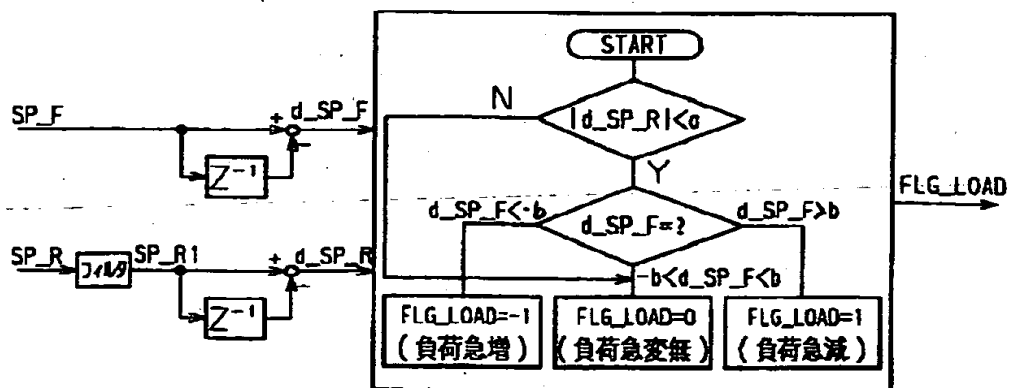 START
N
|d_SP_R|<a
Y
SP_F
+
d_SP_F
−
Z⁻¹
FLG_LOAD
d_SP_F<-b
d_SP_F=?
d_SP_F>b
SP_R
フィルタ
SP_R1
+
d_SP_R
−
Z⁻¹
-b<d_SP_F<b
FLG_LOAD=-1
(負荷急増)
FLG_LOAD=0
(負荷急変無)
FLG_LOAD=1
(負荷急減)